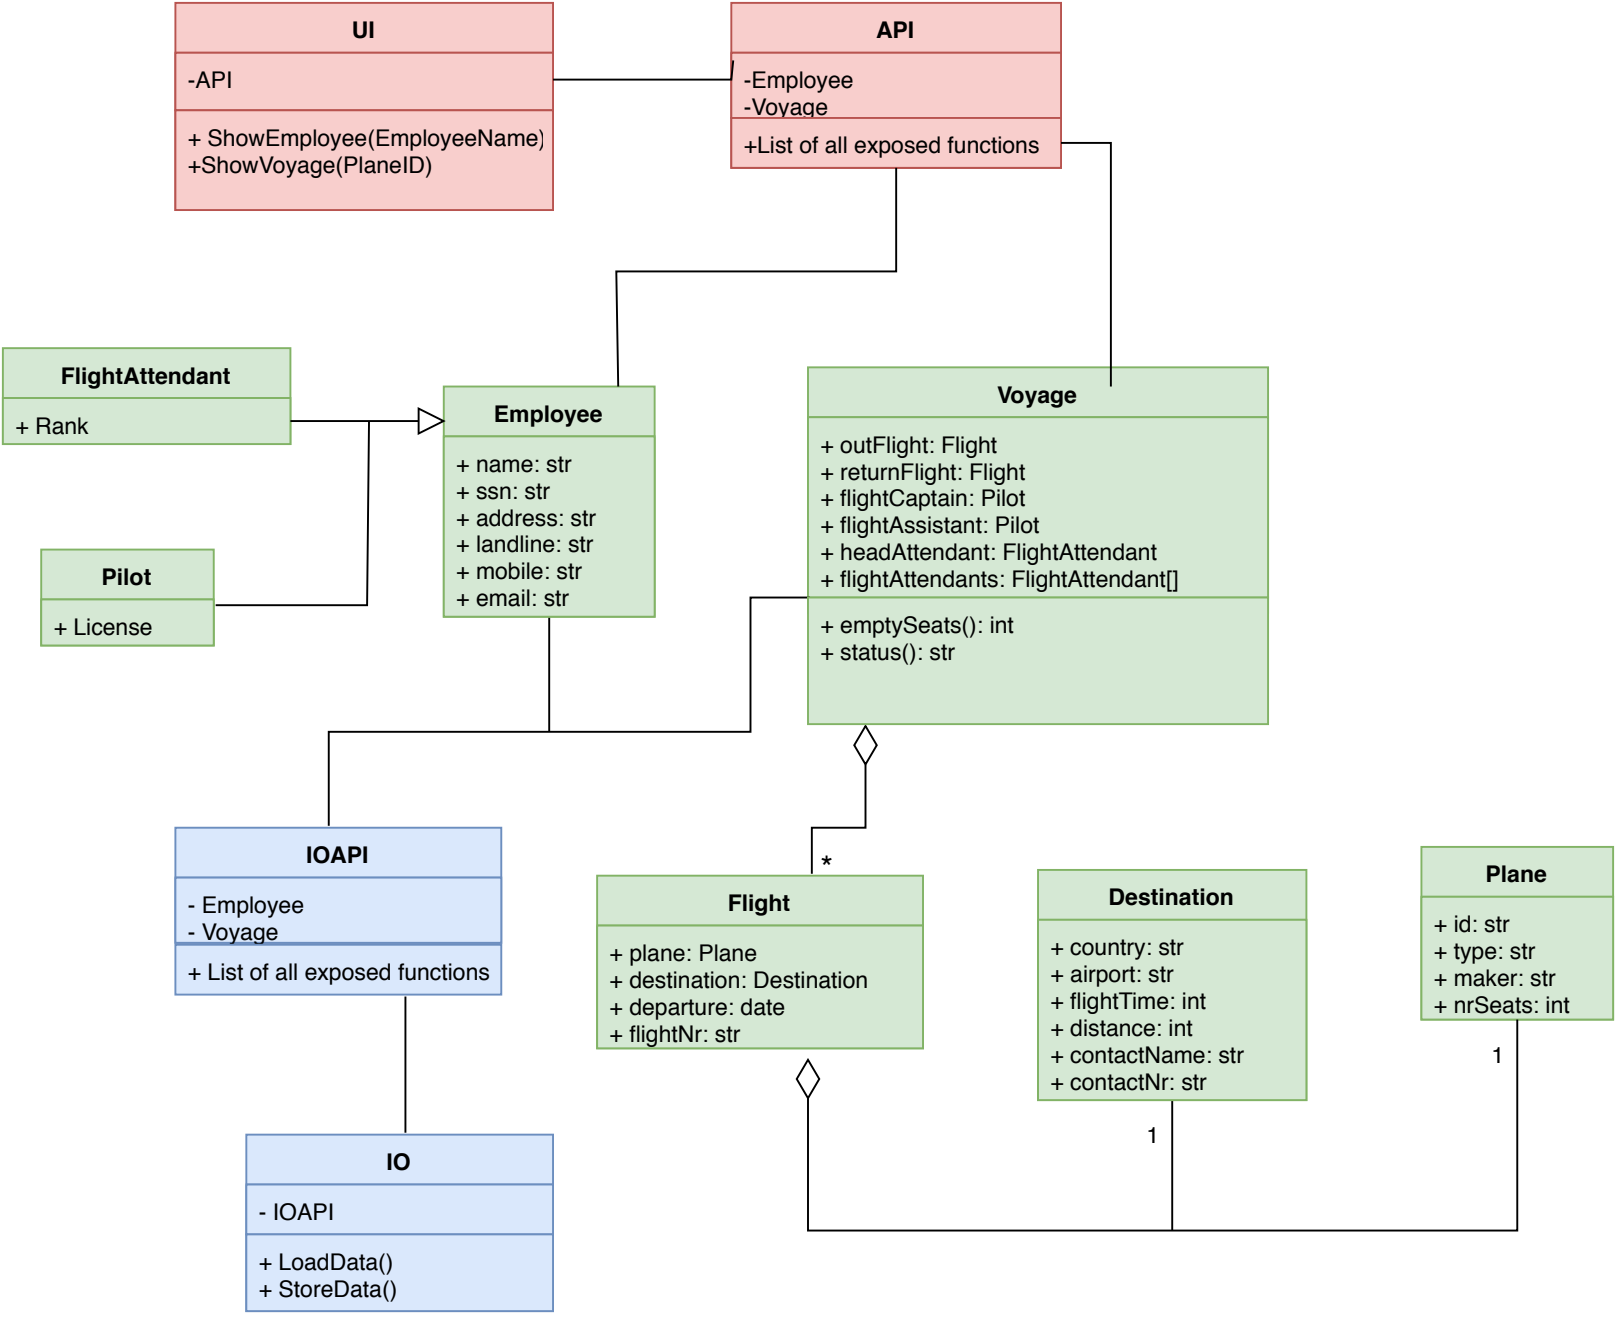 UI
-API
+ ShowEmployee(EmployeeName)
+ShowVoyage(PlaneID)
API
-Employee
-Voyage
+List of all exposed functions
FlightAttendant
+ Rank
Pilot
+ License
Employee
+ name: str
+ ssn: str
+ address: str
+ landline: str
+ mobile: str
+ email: str
Voyage
+ outFlight: Flight
+ returnFlight: Flight
+ flightCaptain: Pilot
+ flightAssistant: Pilot
+ headAttendant: FlightAttendant
+ flightAttendants: FlightAttendant[]
+ emptySeats(): int
+ status(): str
IOAPI
- Employee
- Voyage
+ List of all exposed functions
*
Flight
+ plane: Plane
+ destination: Destination
+ departure: date
+ flightNr: str
Destination
+ country: str
+ airport: str
+ flightTime: int
+ distance: int
+ contactName: str
+ contactNr: str
1
Plane
+ id: str
+ type: str
+ maker: str
+ nrSeats: int
1
IO
- IOAPI
+ LoadData()
+ StoreData()